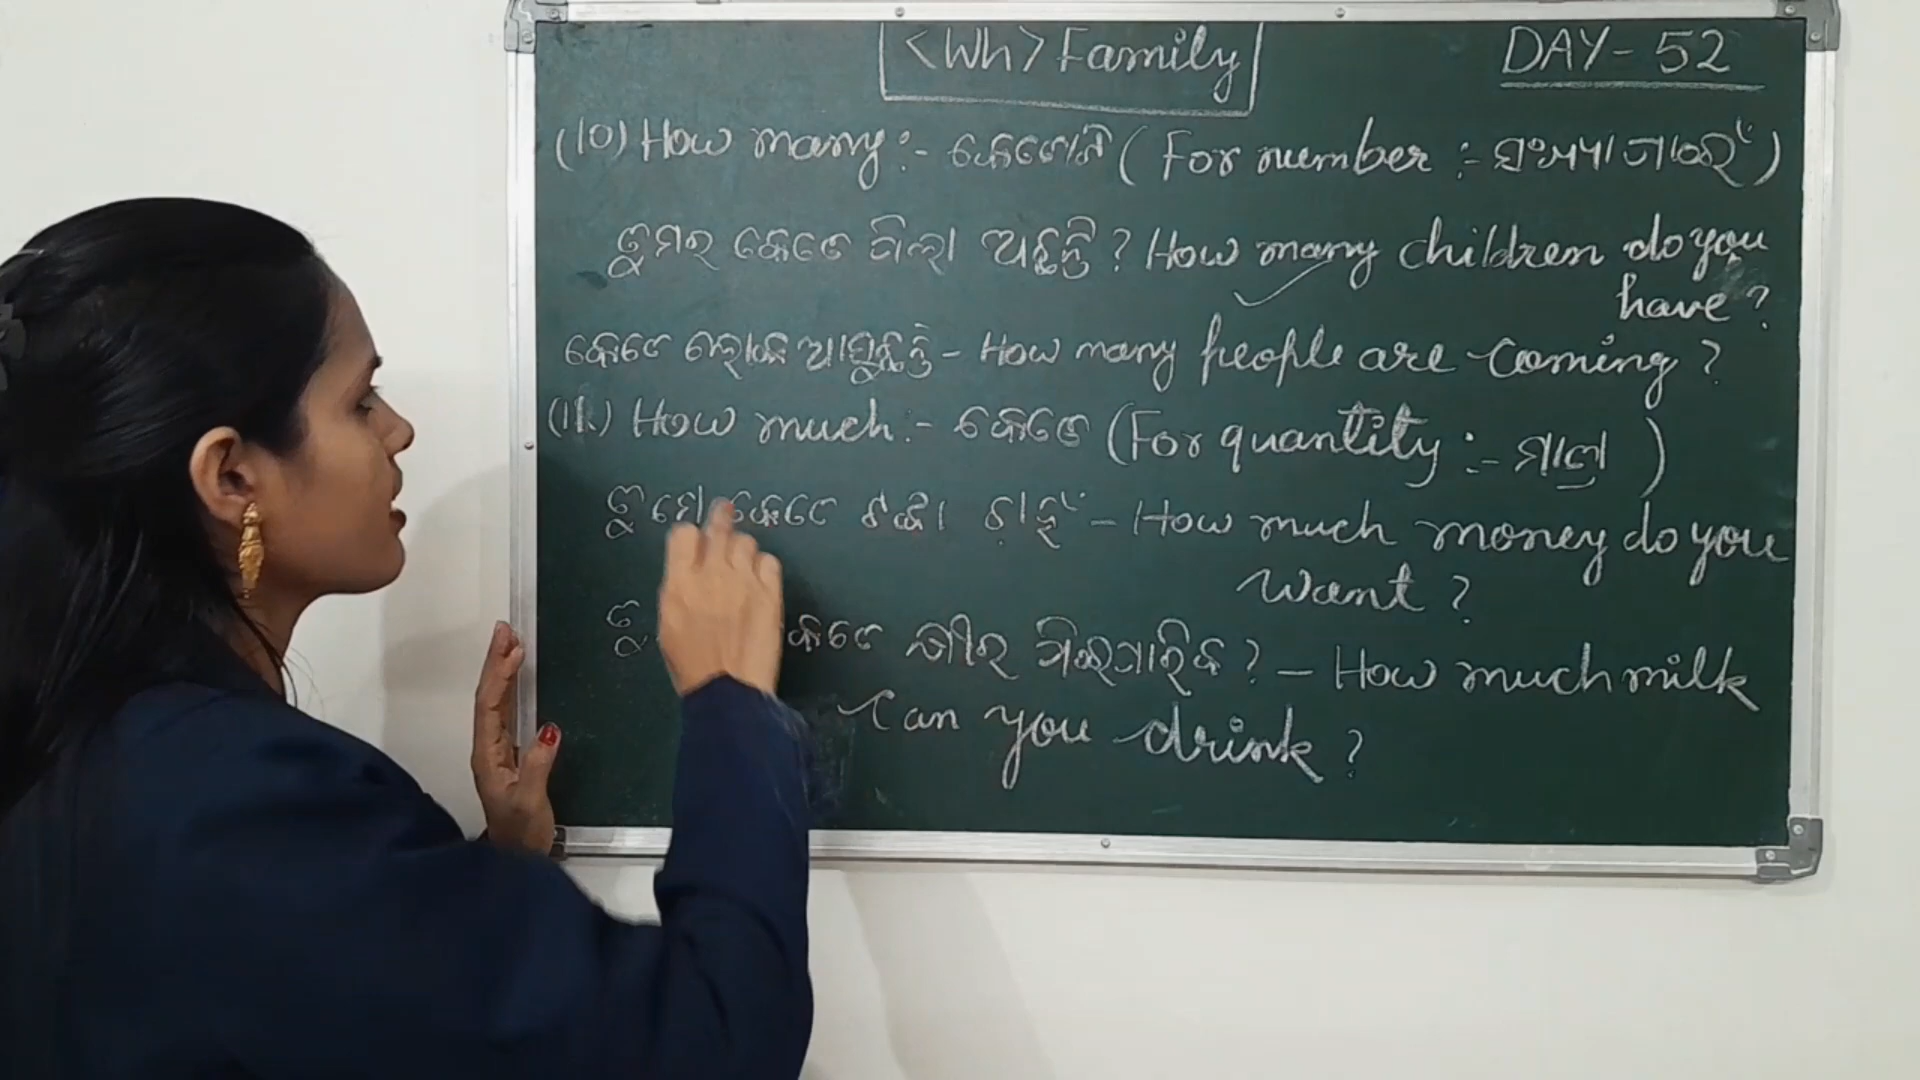 <Wh> Family DAY- 52
(10) How many:- କେତୋଟି (For number :- ସଂଖ୍ୟା ପାଇଁ)
ତୁମର କେତେ ପିଲା ଅଛନ୍ତି? How many children do you
have?
କେତେ ଲୋକ ଆସୁଛନ୍ତି - How many people are coming?
(11.) How much:- କେତେ (For quantity :-
ତୁମେ କେତେ ଟଙ୍କା ଚାହଁ - How much money do you
want?
କେତେ କ୍ଷୀର ପିଇପାରିବ? - How much milk
Can you drink?